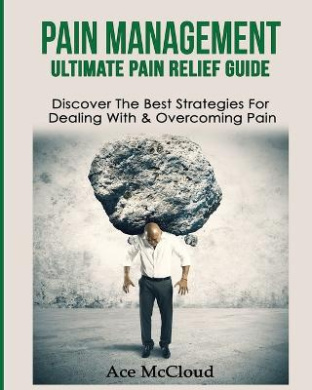 PAIN MANAGEMENT
ULTIMATE PAIN RELIEF GUIDE
Discover The Best Strategies For
Dealing With & Overcoming Pain
Ace McCloud